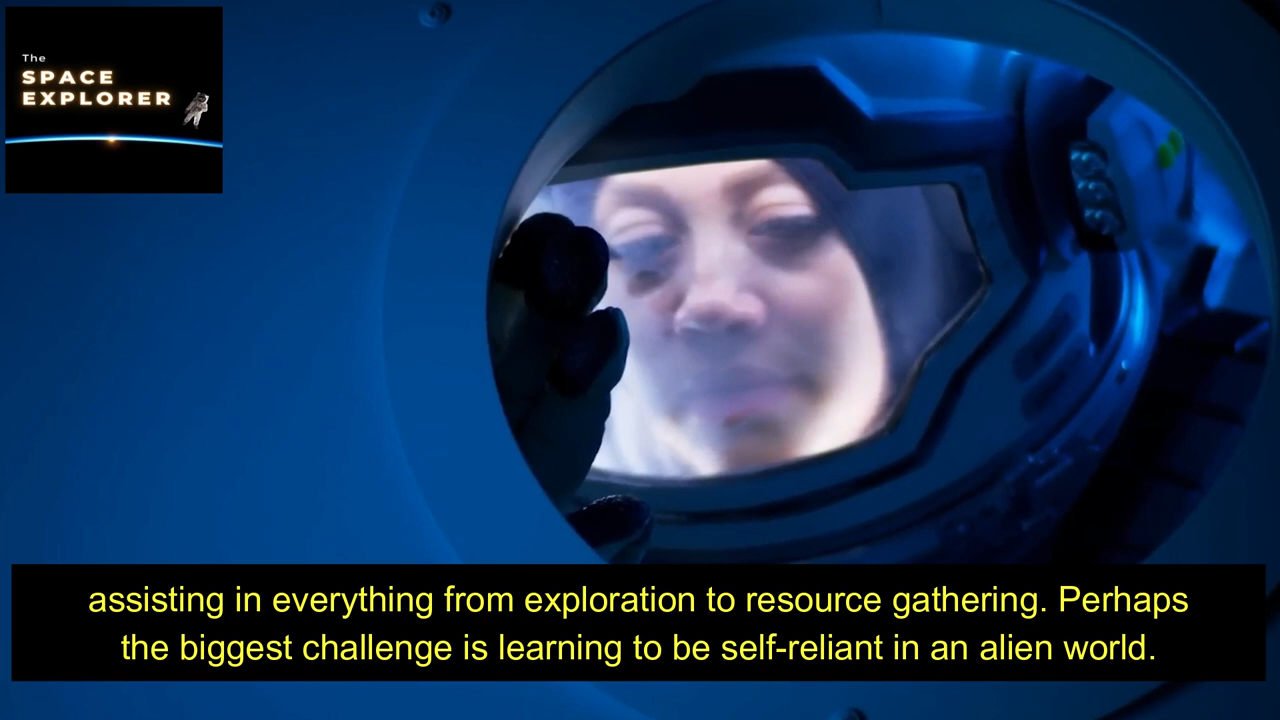 The
SPACE
EXPLORER
assisting in everything from exploration to resource gathering. Perhaps
the biggest challenge is learning to be self-reliant in an alien world.